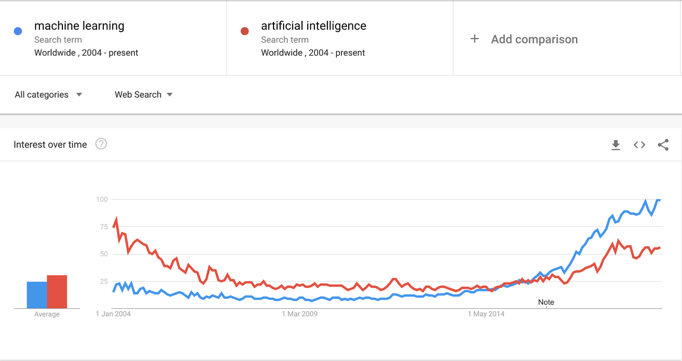 machine learning
Search term
Worldwide , 2004 - present
artificial intelligence
Search term
Worldwide , 2004 - present
+ Add comparison
All categories
Web Search
Interest over time ?
100
75
50
25
Note
Average
1 Jan 2004
1 Mar 2009
1 May 2014